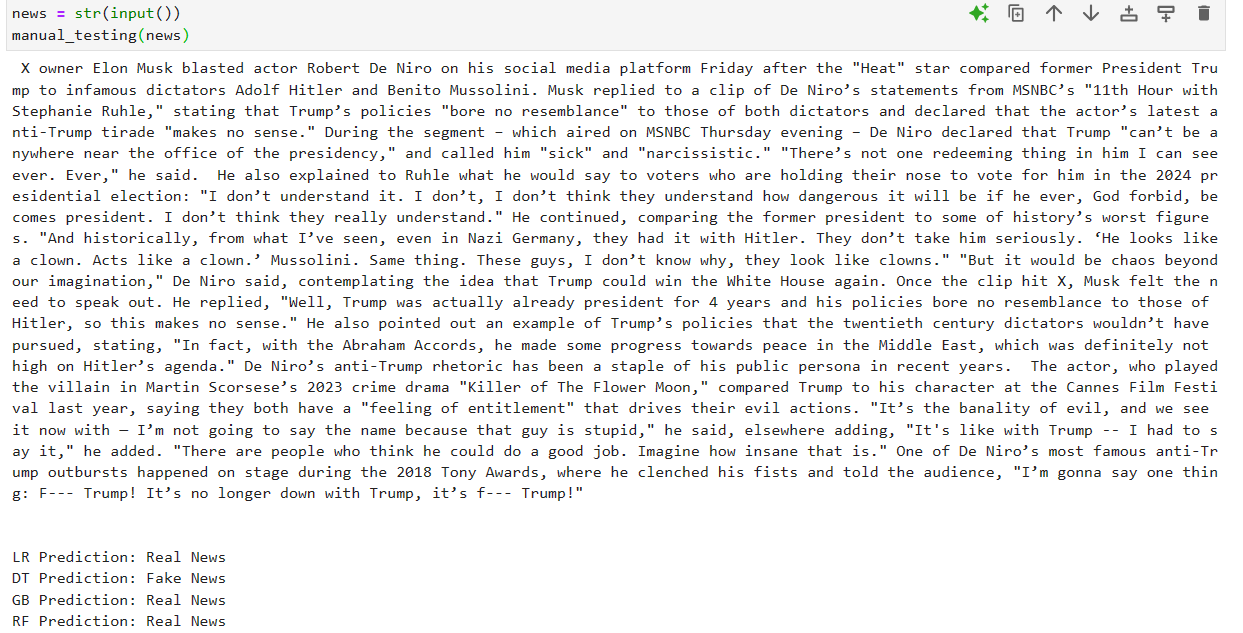 news = str(input())
manual_testing(news)
X owner Elon Musk blasted actor Robert De Niro on his social media platform Friday after the "Heat" star compared former President Tru
mp to infamous dictators Adolf Hitler and Benito Mussolini. Musk replied to a clip of De Niro’s statements from MSNBC’s "11th Hour with
Stephanie Ruhle," stating that Trump’s policies "bore no resemblance" to those of both dictators and declared that the actor’s latest a
nti-Trump tirade "makes no sense." During the segment – which aired on MSNBC Thursday evening – De Niro declared that Trump "can’t be a
nywhere near the office of the presidency," and called him "sick" and "narcissistic." "There’s not one redeeming thing in him I can see
ever. Ever," he said.  He also explained to Ruhle what he would say to voters who are holding their nose to vote for him in the 2024 pr
esidential election: "I don’t understand it. I don’t, I don’t think they understand how dangerous it will be if he ever, God forbid, be
comes president. I don’t think they really understand." He continued, comparing the former president to some of history’s worst figure
s. "And historically, from what I’ve seen, even in Nazi Germany, they had it with Hitler. They don’t take him seriously. ‘He looks like
a clown. Acts like a clown.’ Mussolini. Same thing. These guys, I don’t know why, they look like clowns." "But it would be chaos beyond
our imagination," De Niro said, contemplating the idea that Trump could win the White House again. Once the clip hit X, Musk felt the n
eed to speak out. He replied, "Well, Trump was actually already president for 4 years and his policies bore no resemblance to those of
Hitler, so this makes no sense." He also pointed out an example of Trump’s policies that the twentieth century dictators wouldn’t have
pursued, stating, "In fact, with the Abraham Accords, he made some progress towards peace in the Middle East, which was definitely not
high on Hitler’s agenda." De Niro’s anti-Trump rhetoric has been a staple of his public persona in recent years.  The actor, who played
the villain in Martin Scorsese’s 2023 crime drama "Killer of The Flower Moon," compared Trump to his character at the Cannes Film Festi
val last year, saying they both have a "feeling of entitlement" that drives their evil actions. "It’s the banality of evil, and we see
it now with — I’m not going to say the name because that guy is stupid," he said, elsewhere adding, "It's like with Trump -- I had to s
ay it," he added. "There are people who think he could do a good job. Imagine how insane that is." One of De Niro’s most famous anti-Tr
ump outbursts happened on stage during the 2018 Tony Awards, where he clenched his fists and told the audience, "I’m gonna say one thin
g: F--- Trump! It’s no longer down with Trump, it’s f--- Trump!"
LR Prediction: Real News
DT Prediction: Fake News
GB Prediction: Real News
RF Prediction: Real News